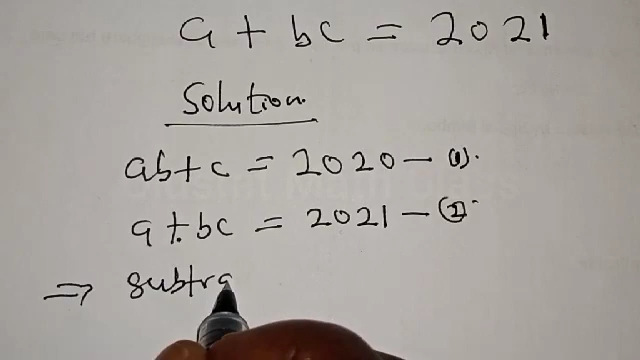 a + bc = 2021
Solution.
ab + c = 2020 — (1).
a + bc = 2021 — (2).
⇒ subtra